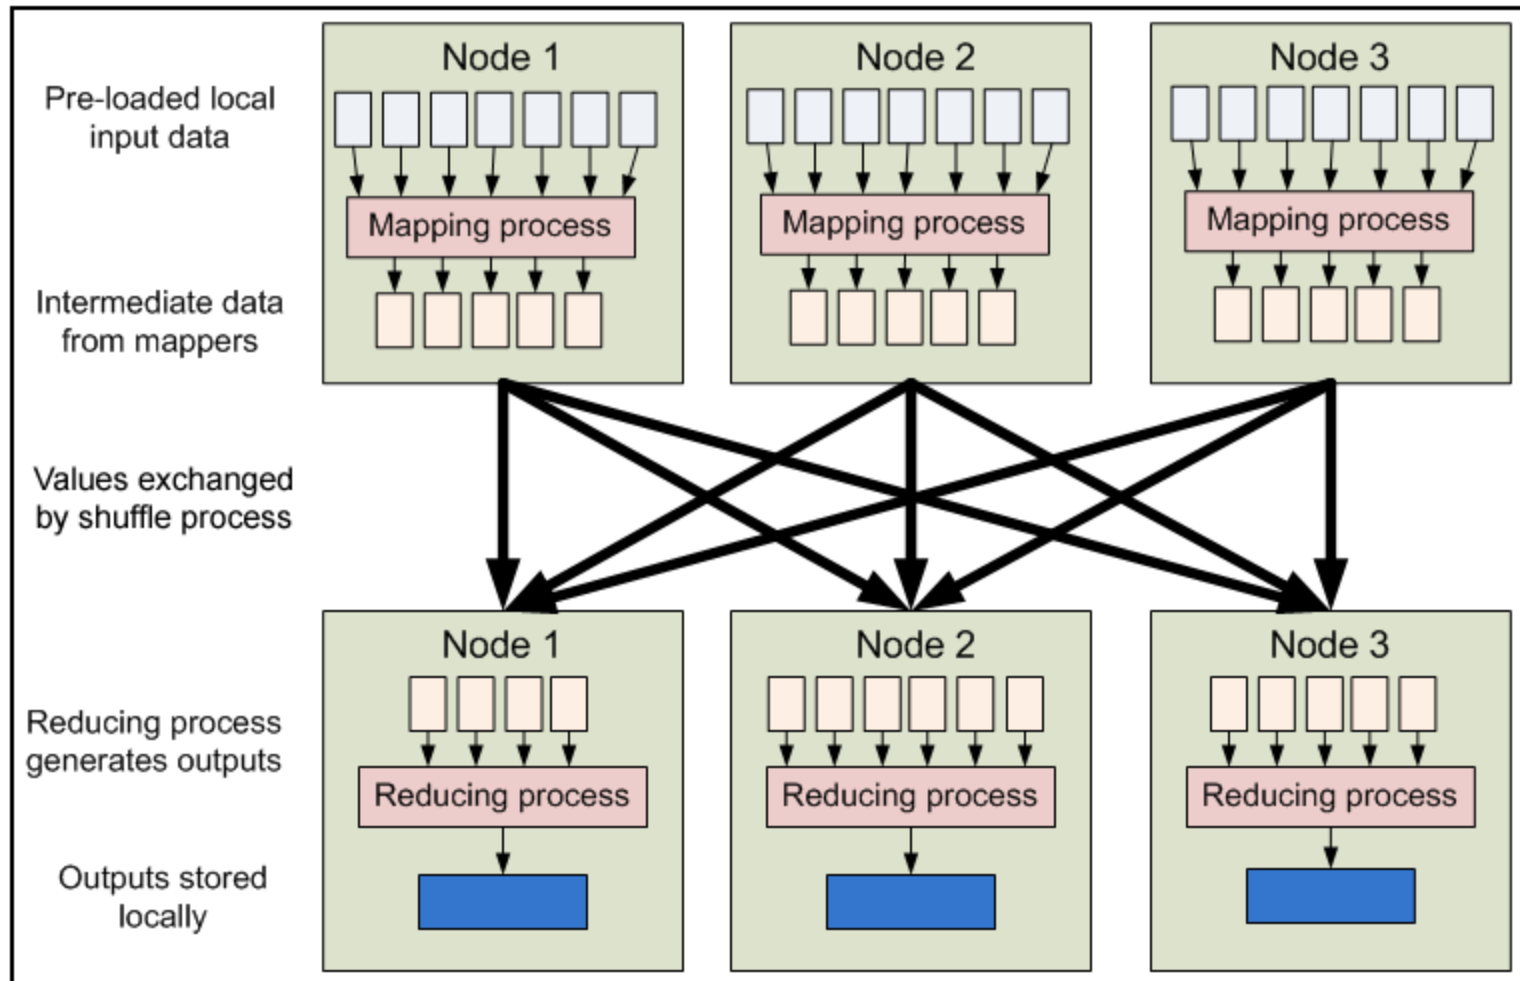 Node 1
Node 2
Node 3
Pre-loaded local
input data
Mapping process
Mapping process
Mapping process
Intermediate data
from mappers
Values exchanged
by shuffle process
Node 1
Node 2
Node 3
Reducing process
generates outputs
Reducing process
Reducing process
Reducing process
Outputs stored
locally